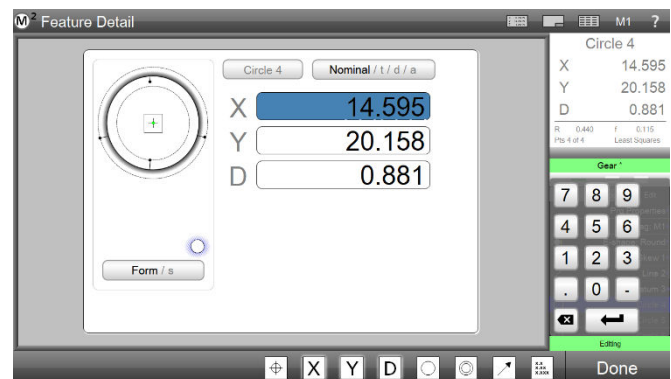 M² Feature Detail
M1 ?
Circle 4
Nominal / t / d / a
X 14.595
Y 20.158
D 0.881
Form / s
Circle 4
X 14.595
Y 20.158
D 0.881
R 0.440 f 0.115
Pts 4 of 4 Least Squares
Gear ^
7 8 9
4 5 6
1 2 3
. 0 -
Editing
X Y D
Done